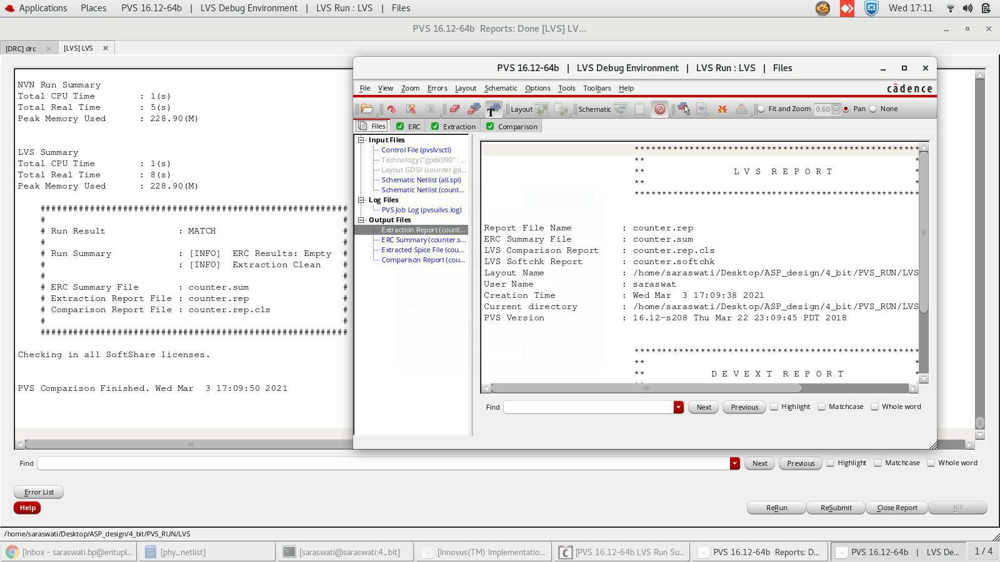 Applications Places PVS 16.12-64b | LVS Debug Environment | LVS Run : LVS | Files Wed 17:11
PVS 16.12-64b Reports: Done [LVS] LV...
[DRC] drc [LVS] LVS
NVN Run Summary
Total CPU Time : 1(s)
Total Real Time : 5(s)
Peak Memory Used : 228.90(M)
LVS Summary
Total CPU Time : 1(s)
Total Real Time : 8(s)
Peak Memory Used : 228.90(M)
########################################################
# #
# Run Result : MATCH #
# #
# Run Summary : [INFO] ERC Results: Empty #
# : [INFO] Extraction Clean #
# #
# ERC Summary File : counter.sum #
# Extraction Report File : counter.rep #
# Comparison Report File : counter.rep.cls #
# #
########################################################
Checking in all SoftShare licenses.
PVS Comparison Finished. Wed Mar 3 17:09:50 2021
PVS 16.12-64b | LVS Debug Environment | LVS Run : LVS | Files
File View Zoom Errors Layout Schematic Options Tools Toolbars Help cādence
T Layout Schematic Fit and Zoom 0.60 Pan None
Files ERC Extraction Comparison
Input Files
Control File (pvslvsctl)
Technology ("gpdk090" : ...
Layout GDSII (counter.gd...
Schematic Netlist (all.spi)
Schematic Netlist (count...
Log Files
PVS Job Log (pvsuilvs.log)
Output Files
Extraction Report (count...
ERC Summary (counter.s...
Extracted Spice File (cou...
Comparison Report (cou...
****************************************************
** *
** L V S R E P O R T *
** *
****************************************************
Report File Name : counter.rep
ERC Summary File : counter.sum
LVS Comparison Report : counter.rep.cls
LVS Softchk Report : counter.softchk
Layout Name : /home/saraswati/Desktop/ASP_design/4_bit/PVS_RUN/LVS
User Name : saraswat
Creation Time : Wed Mar 3 17:09:38 2021
Current directory : /home/saraswati/Desktop/ASP_design/4_bit/PVS_RUN/LVS
PVS Version : 16.12-s208 Thu Mar 22 23:09:45 PDT 2018
****************************************************
** *
** D E V E X T R E P O R T *
Find Next Previous Highlight Matchcase Whole word
Find Next Previous Highlight Matchcase Whole word
Error List
Help ReRun ReSubmit Close Report Kill
/home/saraswati/Desktop/ASP_design/4_bit/PVS_RUN/LVS
[Inbox - saraswati.bp@entupl... [phy_netlist] [saraswati@saraswati:4_bit] [Innovus(TM) Implementatio... [PVS 16.12-64b LVS Run Su... PVS 16.12-64b Reports: D... PVS 16.12-64b | LVS De... 1 / 4